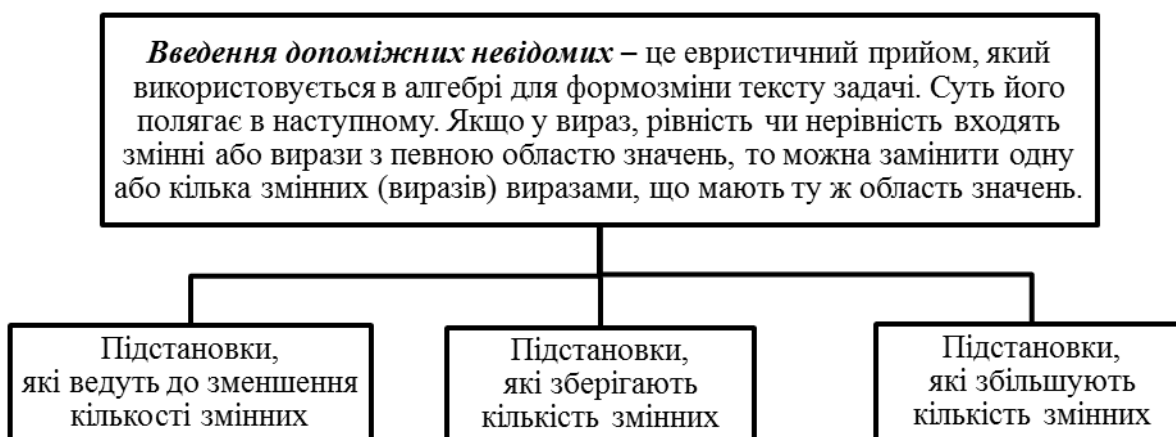 Введення допоміжних невідомих – це евристичний прийом, який
використовується в алгебрі для формозміни тексту задачі. Суть його
полягає в наступному. Якщо у вираз, рівність чи нерівність входять
змінні або вирази з певною областю значень, то можна замінити одну
або кілька змінних (виразів) виразами, що мають ту ж область значень.
Підстановки,
які ведуть до зменшення
кількості змінних
Підстановки,
які зберігають
кількість змінних
Підстановки,
які збільшують
кількість змінних